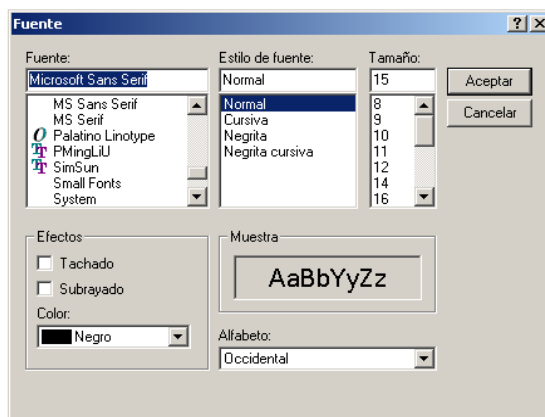 Fuente
Fuente:
Microsoft Sans Serif
MS Sans Serif
MS Serif
Palatino Linotype
PMingLiU
SimSun
Small Fonts
System
Estilo de fuente:
Normal
Normal
Cursiva
Negrita
Negrita cursiva
Tamaño:
15
8
9
10
11
12
14
16
Aceptar
Cancelar
Efectos
Tachado
Subrayado
Color:
Negro
Muestra
AaBbYyZz
Alfabeto:
Occidental